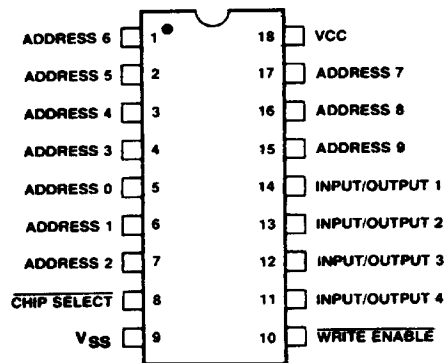 ADDRESS 6 1 18 VCC
ADDRESS 5 2 17 ADDRESS 7
ADDRESS 4 3 16 ADDRESS 8
ADDRESS 3 4 15 ADDRESS 9
ADDRESS 0 5 14 INPUT/OUTPUT 1
ADDRESS 1 6 13 INPUT/OUTPUT 2
ADDRESS 2 7 12 INPUT/OUTPUT 3
CHIP SELECT 8 11 INPUT/OUTPUT 4
VSS 9 10 WRITE ENABLE